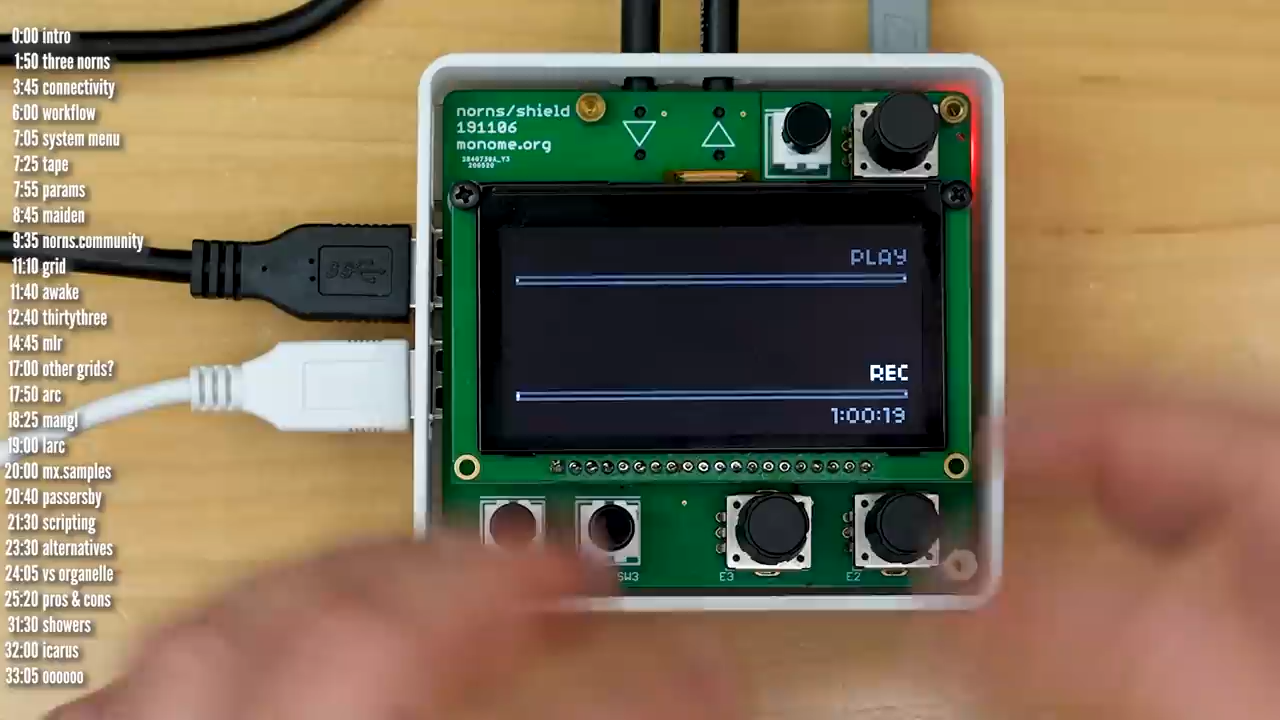 0:00 intro
1:50 three norns
3:45 connectivity
6:00 workflow
7:05 system menu
7:25 tape
7:55 params
8:45 maiden
9:35 norns.community
11:10 grid
11:40 awake
12:40 thirtythree
14:45 mlr
17:00 other grids?
17:50 arc
18:25 mangl
19:00 larc
20:00 mx.samples
20:40 passersby
21:30 scripting
23:30 alternatives
24:05 vs organelle
25:20 pros & cons
31:30 showers
32:00 icarus
33:05 oooooo
norns/shield
191106
monome.org
200520
PLAY
REC
1:00:19
SW3
E3
E2